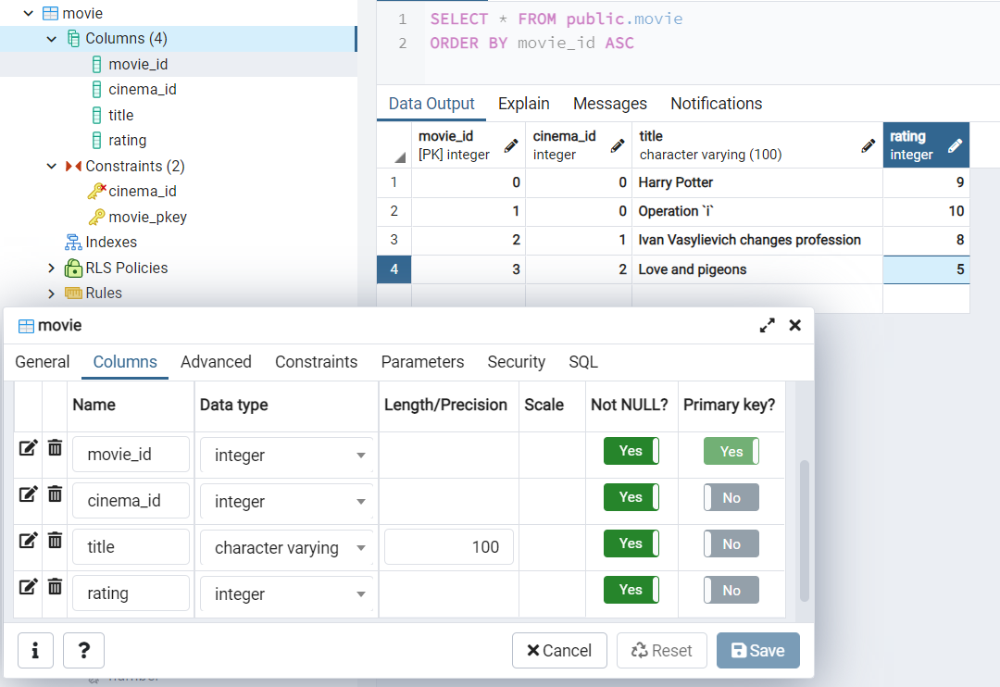 movie
Columns (4)
movie_id
cinema_id
title
rating
Constraints (2)
cinema_id
movie_pkey
Indexes
RLS Policies
Rules
1 SELECT * FROM public.movie
2 ORDER BY movie_id ASC
Data Output Explain Messages Notifications
movie_id cinema_id title rating
[PK] integer integer character varying (100) integer
1 0 0 Harry Potter 9
2 1 0 Operation `i` 10
3 2 1 Ivan Vasylievich changes profession 8
4 3 2 Love and pigeons 5
movie
General Columns Advanced Constraints Parameters Security SQL
Name Data type Length/Precision Scale Not NULL? Primary key?
movie_id integer Yes Yes
cinema_id integer Yes No
title character varying 100 Yes No
rating integer Yes No
i ? Cancel Reset Save